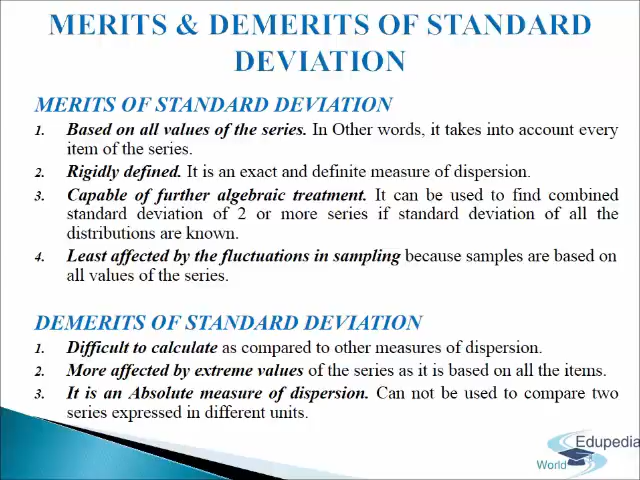 MERITS & DEMERITS OF STANDARD
DEVIATION
MERITS OF STANDARD DEVIATION
1. Based on all values of the series. In Other words, it takes into account every
item of the series.
2. Rigidly defined. It is an exact and definite measure of dispersion.
3. Capable of further algebraic treatment. It can be used to find combined
standard deviation of 2 or more series if standard deviation of all the
distributions are known.
4. Least affected by the fluctuations in sampling because samples are based on
all values of the series.
DEMERITS OF STANDARD DEVIATION
1. Difficult to calculate as compared to other measures of dispersion.
2. More affected by extreme values of the series as it is based on all the items.
3. It is an Absolute measure of dispersion. Can not be used to compare two
series expressed in different units.
Edupedia
World